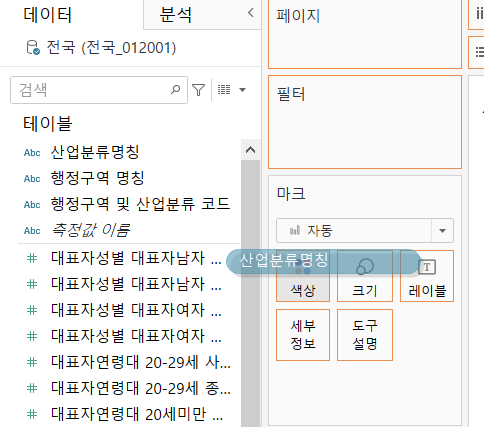 데이터
분석
전국 (전국_012001)
검색
테이블
Abc 산업분류명칭
Abc 행정구역 명칭
Abc 행정구역 및 산업분류 코드
Abc 측정값 이름
# 대표자성별 대표자남자 ...
# 대표자성별 대표자남자 ...
# 대표자성별 대표자여자 ...
# 대표자성별 대표자여자 ...
# 대표자연령대 20-29세 사...
# 대표자연령대 20-29세 종...
# 대표자연령대 20세미만 ...
페이지
필터
마크
자동
산업분류명칭
색상
크기
T
레이블
세부
정보
도구
설명